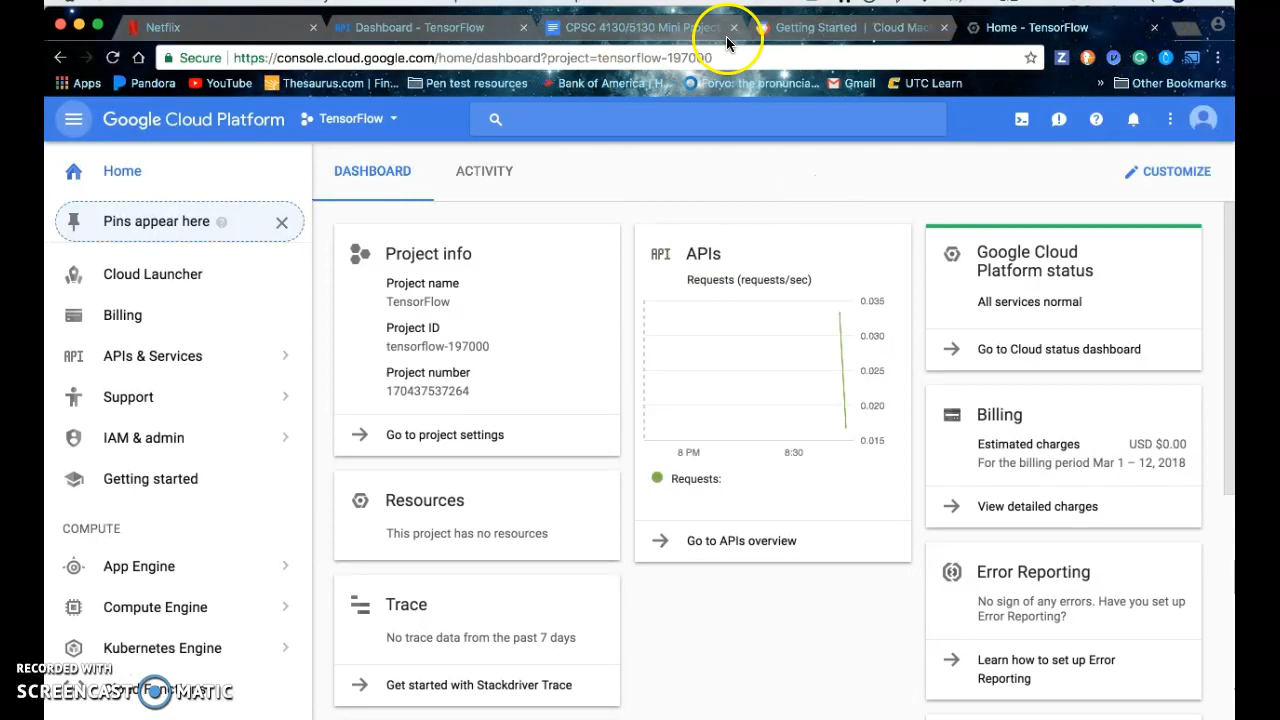 Netflix
API Dashboard - TensorFlow
CPSC 4130/5130 Mini Project
Getting Started | Cloud Mac
Home - TensorFlow
Secure
https://console.cloud.google.com/home/dashboard?project=tensorflow-197000
Apps
Pandora
YouTube
Thesaurus.com | Fin...
Pen test resources
Bank of America | H...
Forvo: the pronuncia...
Gmail
UTC Learn
»
Other Bookmarks
Google Cloud Platform
TensorFlow
Home
DASHBOARD
ACTIVITY
CUSTOMIZE
Pins appear here
Cloud Launcher
Billing
API APIs & Services
Support
IAM & admin
Getting started
COMPUTE
App Engine
Compute Engine
Kubernetes Engine
Project info
Project name
TensorFlow
Project ID
tensorflow-197000
Project number
170437537264
Go to project settings
Resources
This project has no resources
Trace
No trace data from the past 7 days
Get started with Stackdriver Trace
API APIs
Requests (requests/sec)
0.035
0.030
0.025
0.020
0.015
8 PM
8:30
Requests:
Go to APIs overview
Google Cloud
Platform status
All services normal
Go to Cloud status dashboard
Billing
Estimated charges
USD $0.00
For the billing period Mar 1 – 12, 2018
View detailed charges
Error Reporting
No sign of any errors. Have you set up
Error Reporting?
Learn how to set up Error
Reporting
RECORDED WITH
SCREENCAST MATIC